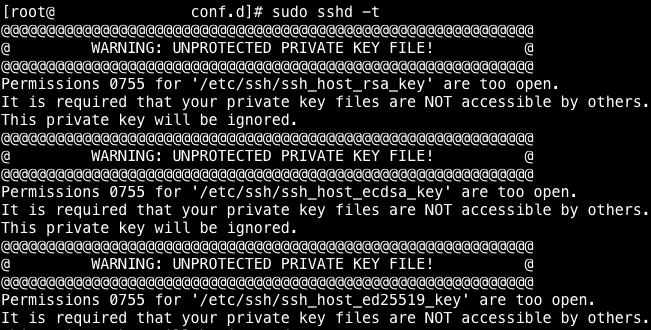 [root@ conf.d]# sudo sshd -t
@@@@@@@@@@@@@@@@@@@@@@@@@@@@@@@@@@@@@@@@@@@@@@@@@@@@@@@@@@@
@         WARNING: UNPROTECTED PRIVATE KEY FILE!          @
@@@@@@@@@@@@@@@@@@@@@@@@@@@@@@@@@@@@@@@@@@@@@@@@@@@@@@@@@@@
Permissions 0755 for '/etc/ssh/ssh_host_rsa_key' are too open.
It is required that your private key files are NOT accessible by others.
This private key will be ignored.
@@@@@@@@@@@@@@@@@@@@@@@@@@@@@@@@@@@@@@@@@@@@@@@@@@@@@@@@@@@
@         WARNING: UNPROTECTED PRIVATE KEY FILE!          @
@@@@@@@@@@@@@@@@@@@@@@@@@@@@@@@@@@@@@@@@@@@@@@@@@@@@@@@@@@@
Permissions 0755 for '/etc/ssh/ssh_host_ecdsa_key' are too open.
It is required that your private key files are NOT accessible by others.
This private key will be ignored.
@@@@@@@@@@@@@@@@@@@@@@@@@@@@@@@@@@@@@@@@@@@@@@@@@@@@@@@@@@@
@         WARNING: UNPROTECTED PRIVATE KEY FILE!          @
@@@@@@@@@@@@@@@@@@@@@@@@@@@@@@@@@@@@@@@@@@@@@@@@@@@@@@@@@@@
Permissions 0755 for '/etc/ssh/ssh_host_ed25519_key' are too open.
It is required that your private key files are NOT accessible by others.